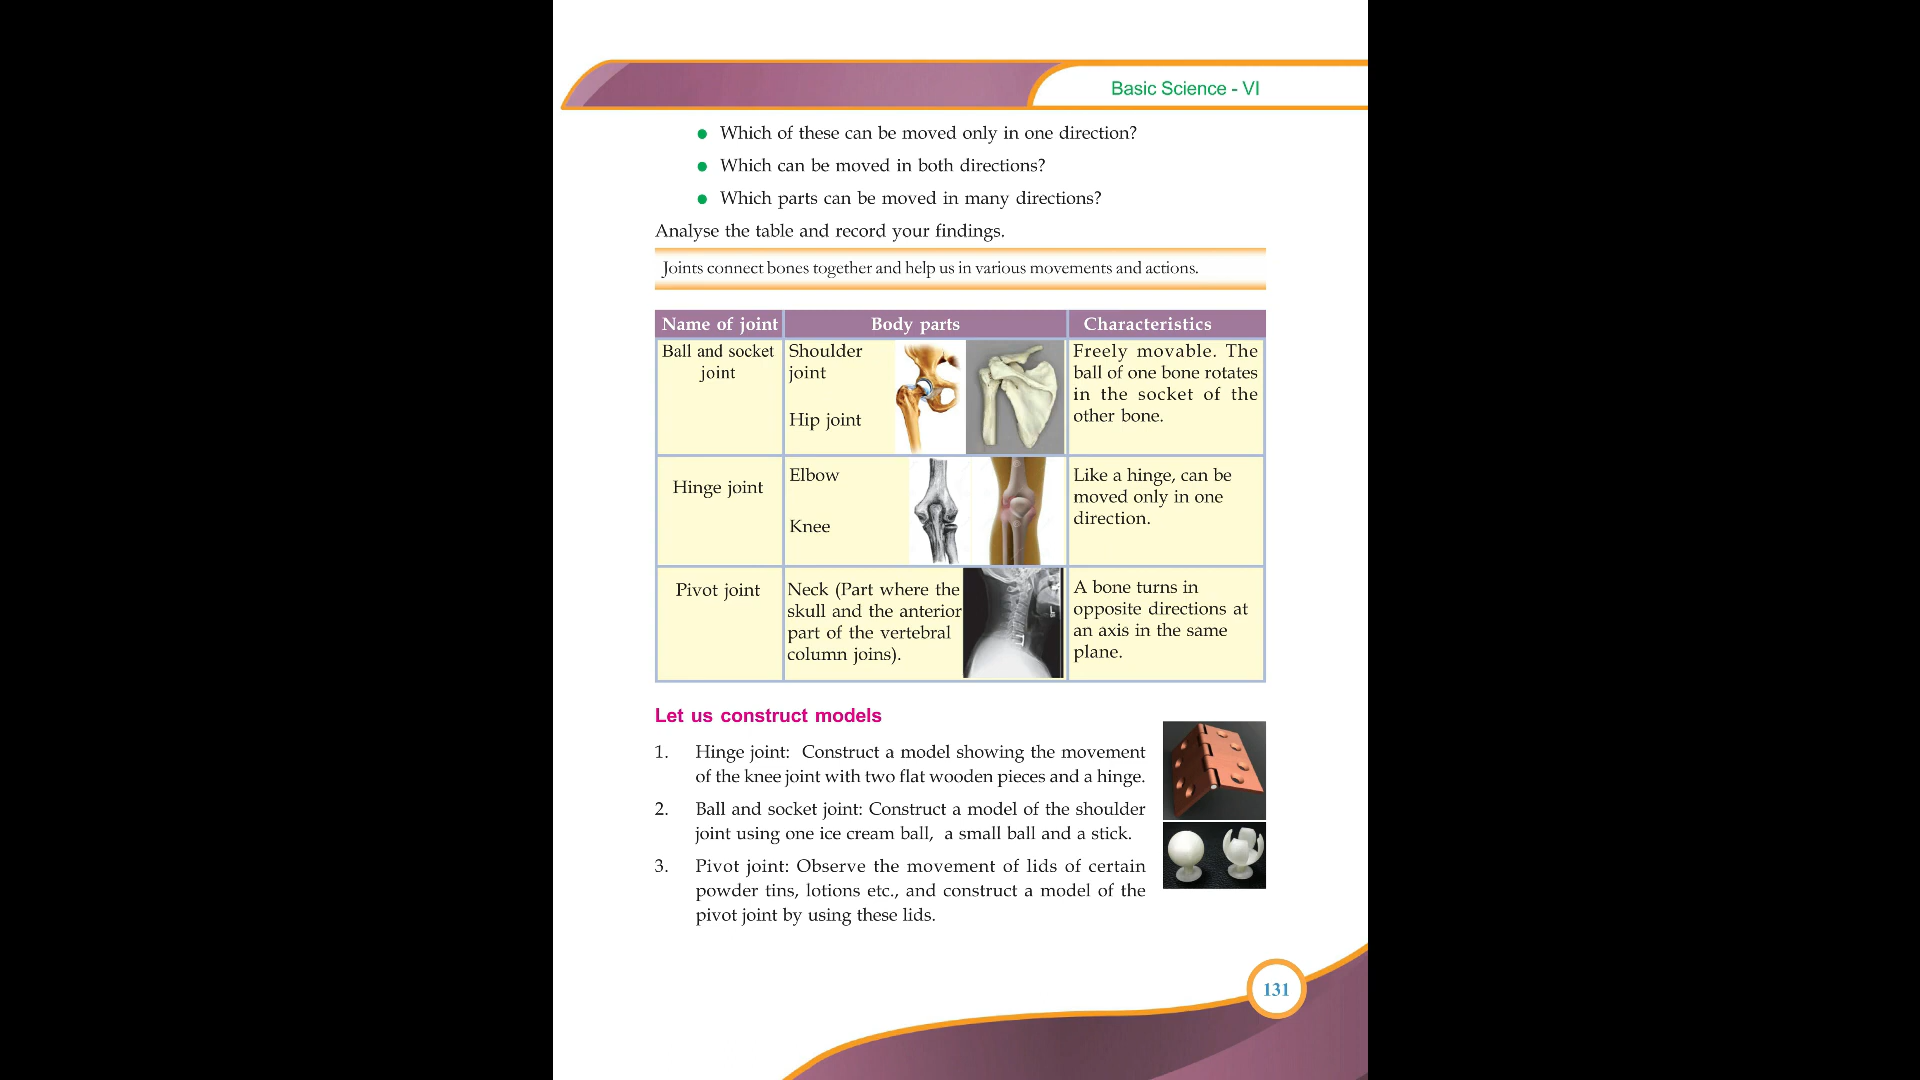 Basic Science - VI
Which of these can be moved only in one direction?
Which can be moved in both directions?
Which parts can be moved in many directions?
Analyse the table and record your findings.
Joints connect bones together and help us in various movements and actions.
Name of joint
Body parts
Characteristics
Ball and socket
joint
Shoulder
joint
Hip joint
Freely movable. The
ball of one bone rotates
in the socket of the
other bone.
Hinge joint
Elbow
Knee
Like a hinge, can be
moved only in one
direction.
Pivot joint
Neck (Part where the
skull and the anterior
part of the vertebral
column joins).
A bone turns in
opposite directions at
an axis in the same
plane.
Let us construct models
1. Hinge joint: Construct a model showing the movement
of the knee joint with two flat wooden pieces and a hinge.
2. Ball and socket joint: Construct a model of the shoulder
joint using one ice cream ball, a small ball and a stick.
3. Pivot joint: Observe the movement of lids of certain
powder tins, lotions etc., and construct a model of the
pivot joint by using these lids.
131